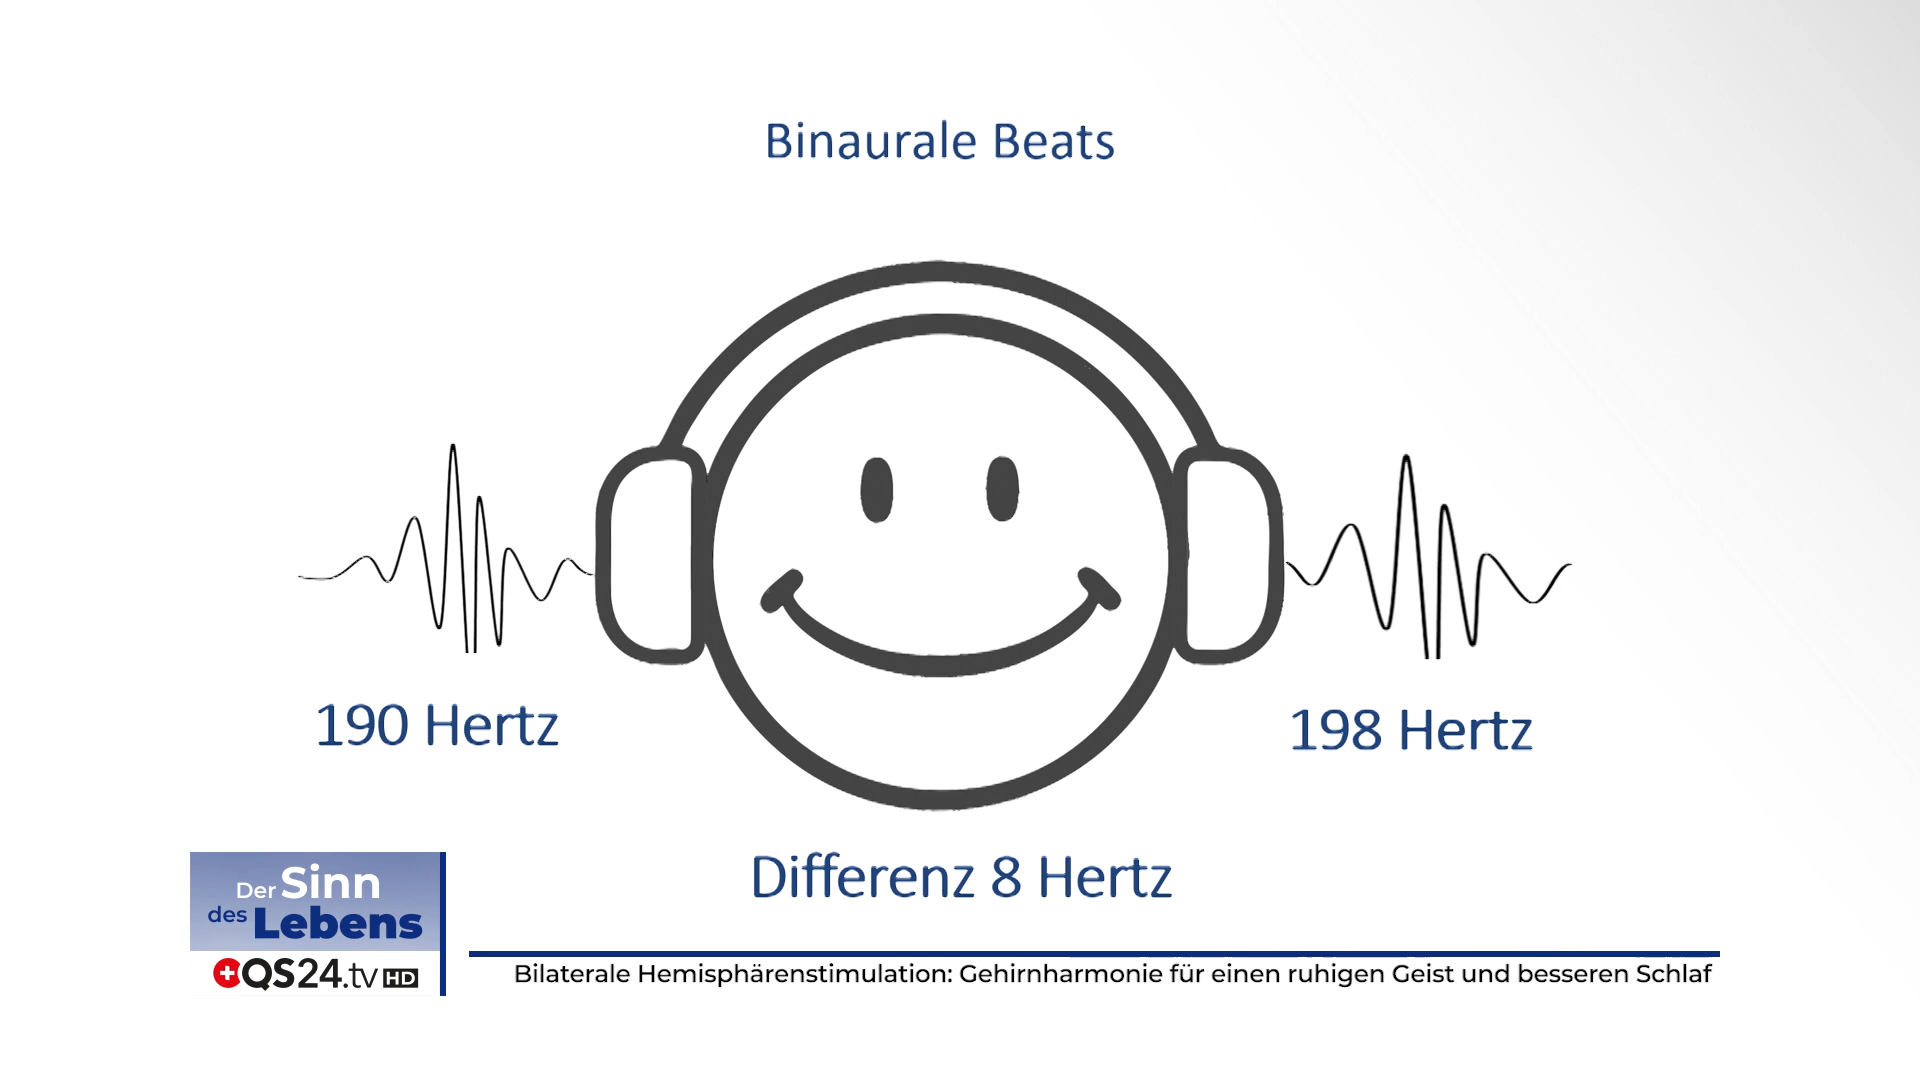 Binaurale Beats
190 Hertz
198 Hertz
Differenz 8 Hertz
Der Sinn
des Lebens
QS24.tv HD
Bilaterale Hemisphärenstimulation: Gehirnharmonie für einen ruhigen Geist und besseren Schlaf